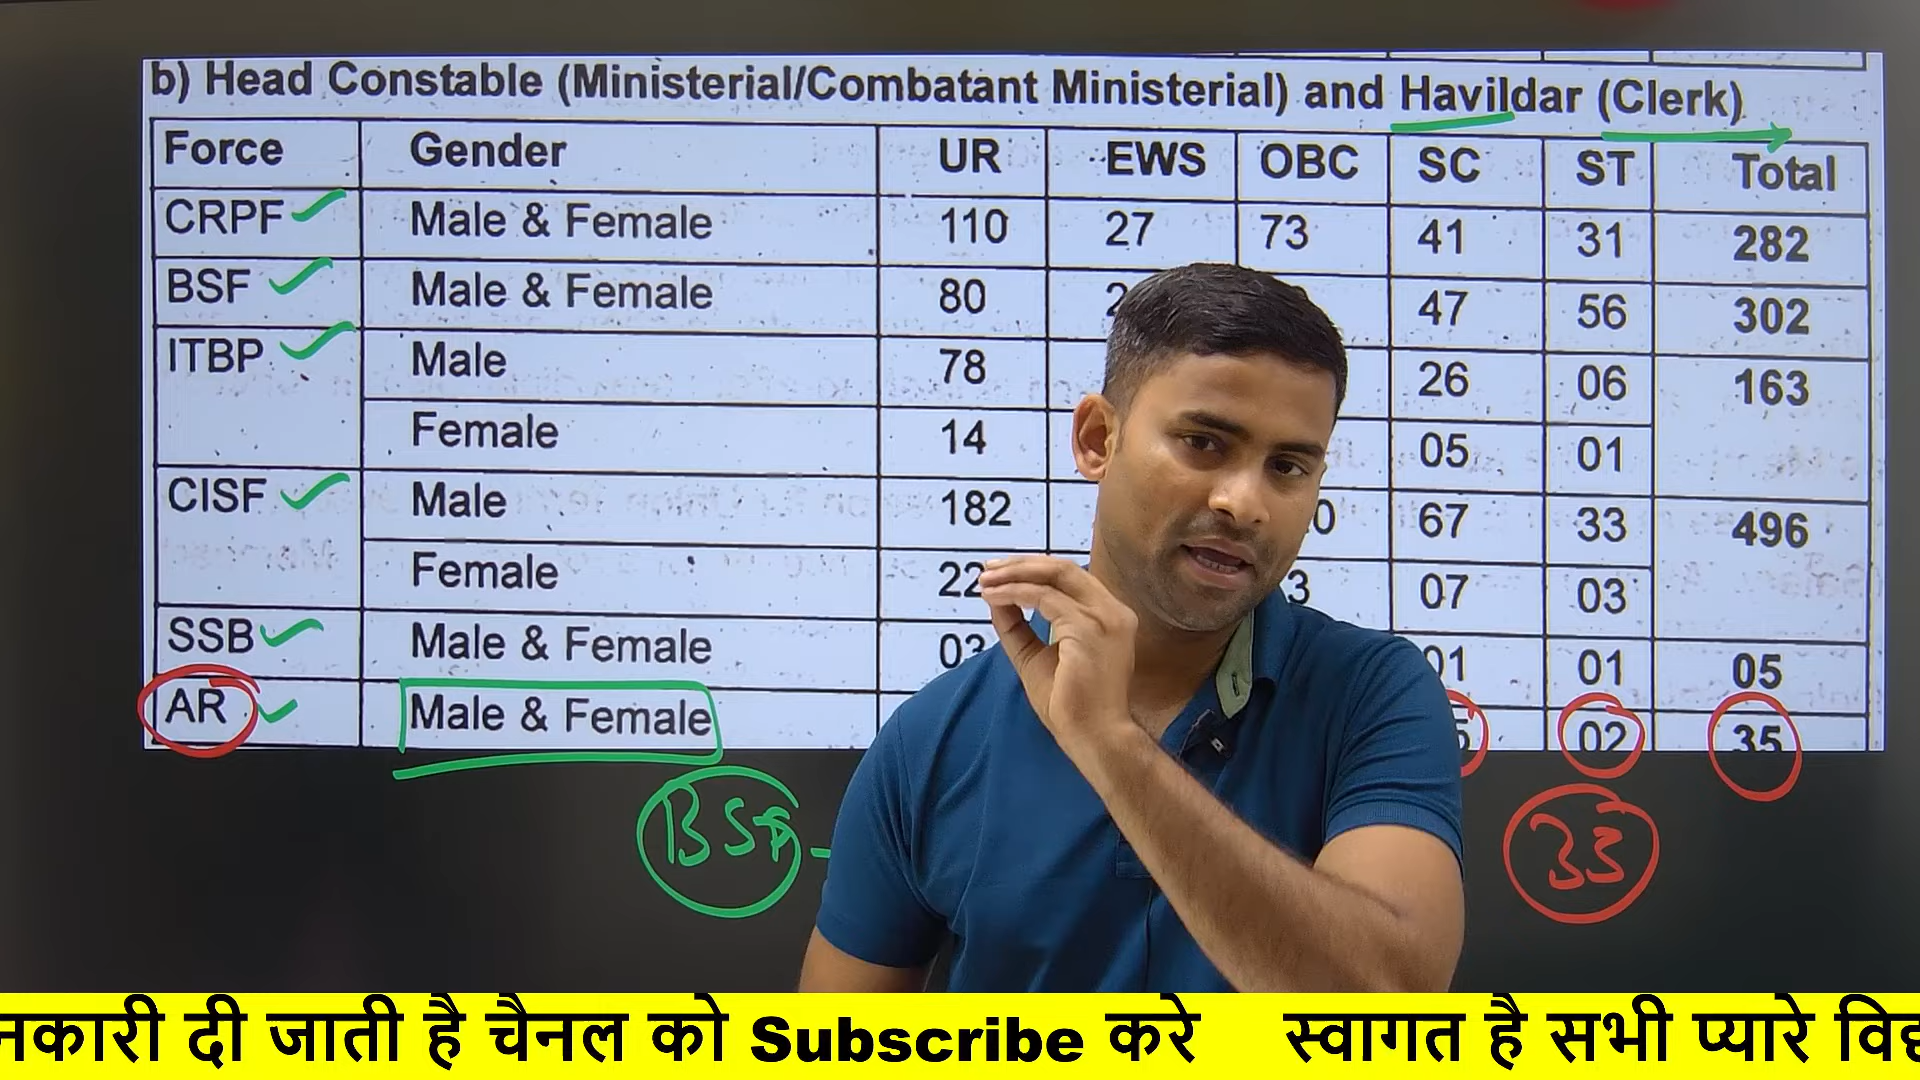 b) Head Constable (Ministerial/Combatant Ministerial) and Havildar (Clerk)
Force Gender UR EWS OBC SC ST Total
CRPF Male & Female 110 27 73 41 31 282
BSF Male & Female 80 47 56 302
ITBP Male 78 26 06 163
Female 14 05 01
CISF Male 182 67 33 496
Female 22 07 03
SSB Male & Female 03 01 01 05
AR Male & Female 02 35
BSF
33
दी जाती है चैनल को Subscribe करे स्वागत है सभी प्यारे